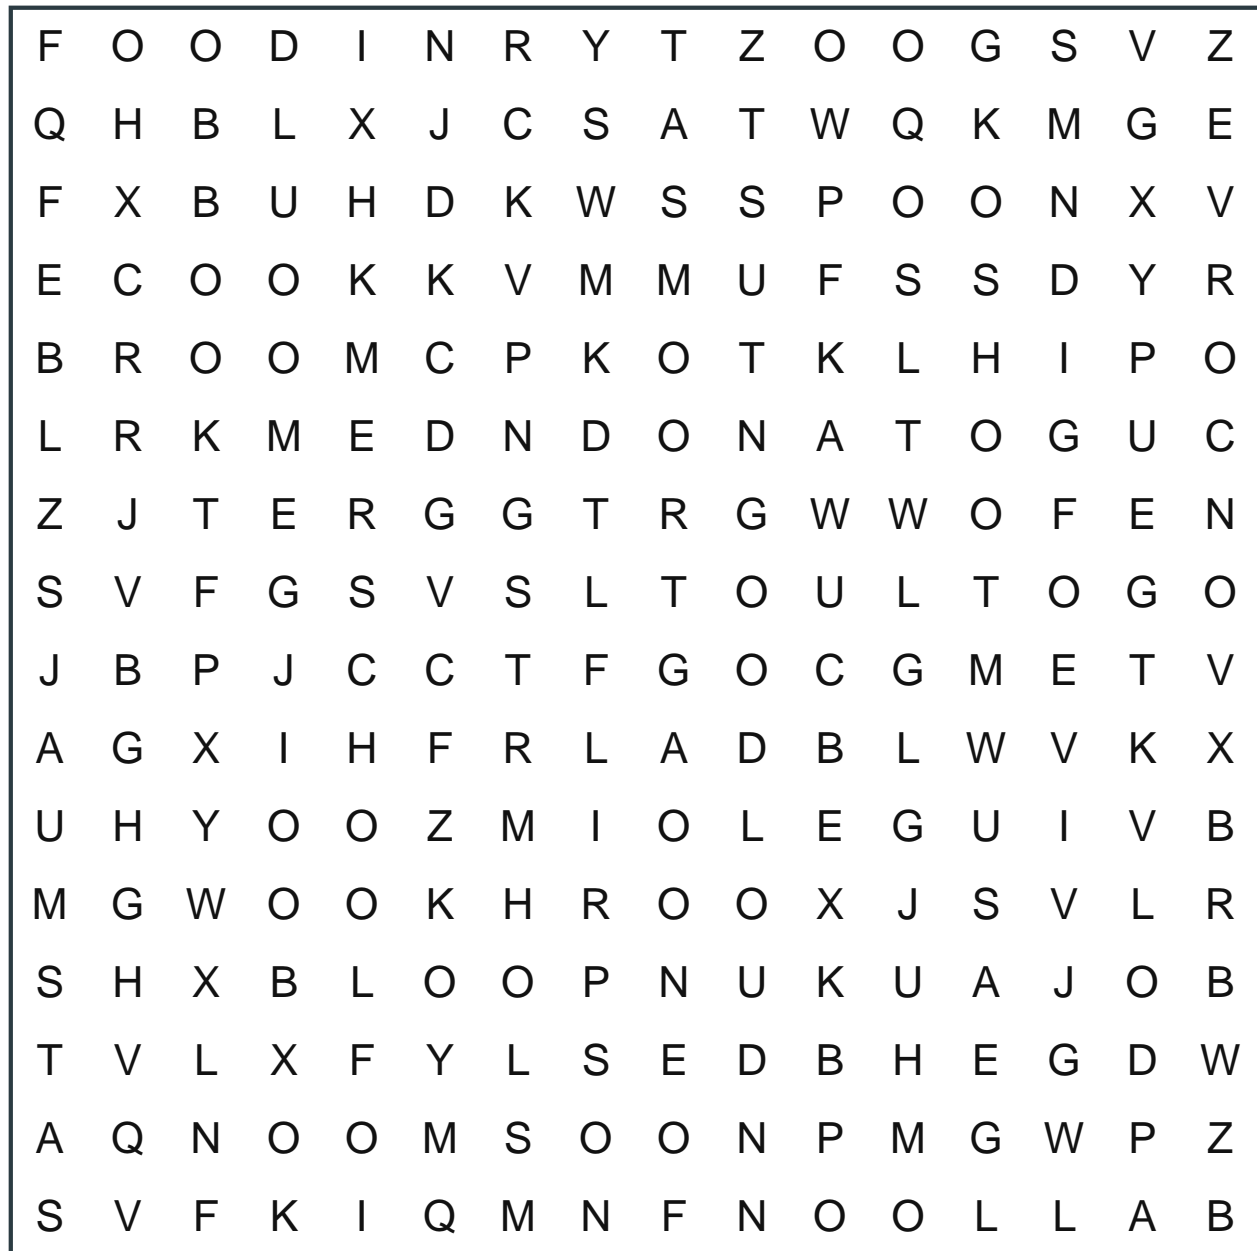 F O O D I N R Y T Z O O G S V Z
Q H B L X J C S A T W Q K M G E
F X B U H D K W S S P O O N X V
E C O O K K V M M U F S S D Y R
B R O O M C P K O T K L H I P O
L R K M E D N D O N A T O G U C
Z J T E R G G T R G W W O F E N
S V F G S V S L T O U L T O G O
J B P J C C T F G O C G M E T V
A G X I H F R L A D B L W V K X
U H Y O O Z M I O L E G U I V B
M G W O O K H R O O X J S V L R
S H X B L O O P N U K U A J O B
T V L X F Y L S E D B H E G D W
A Q N O O M S O O N P M G W P Z
S V F K I Q M N F N O O L L A B